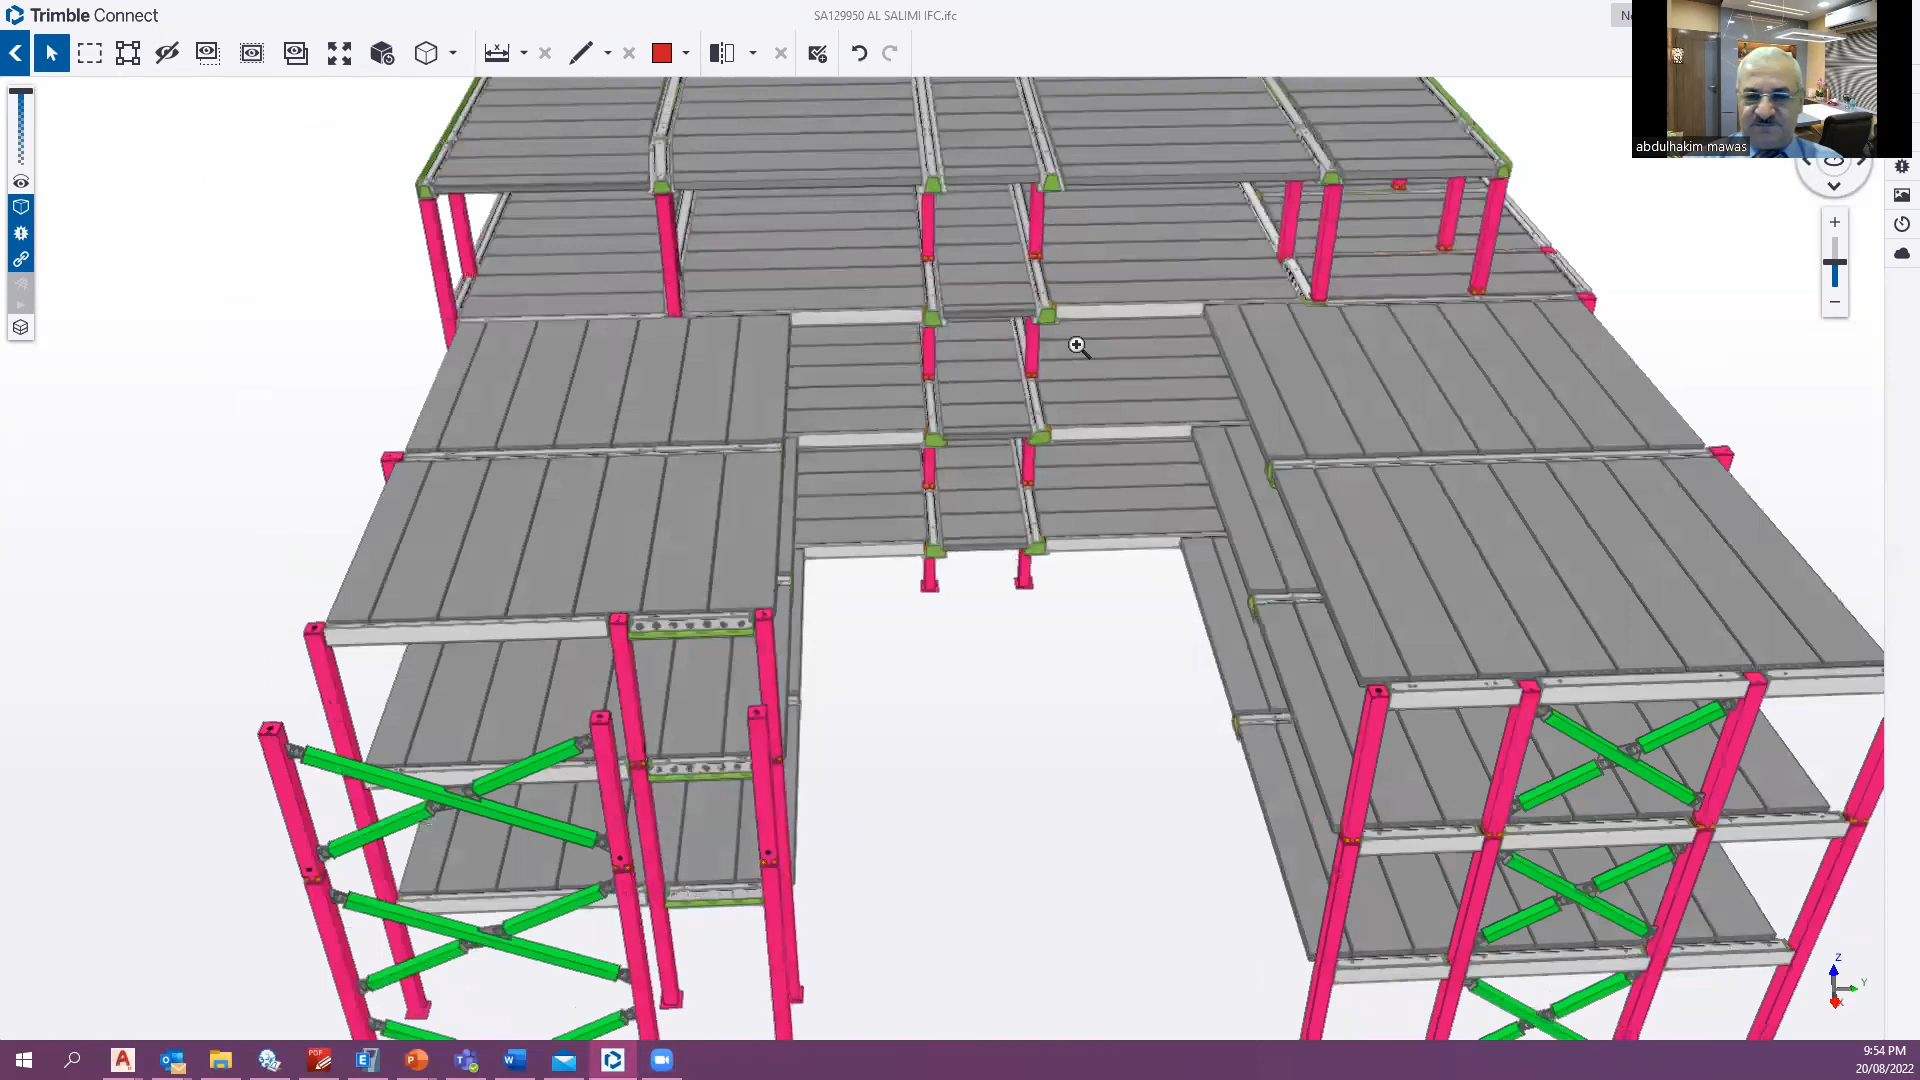 Trimble Connect
SA129950 AL SALIMI IFC.ifc
abdulhakim mawas
Z
Y
X
9:54 PM
20/08/2022